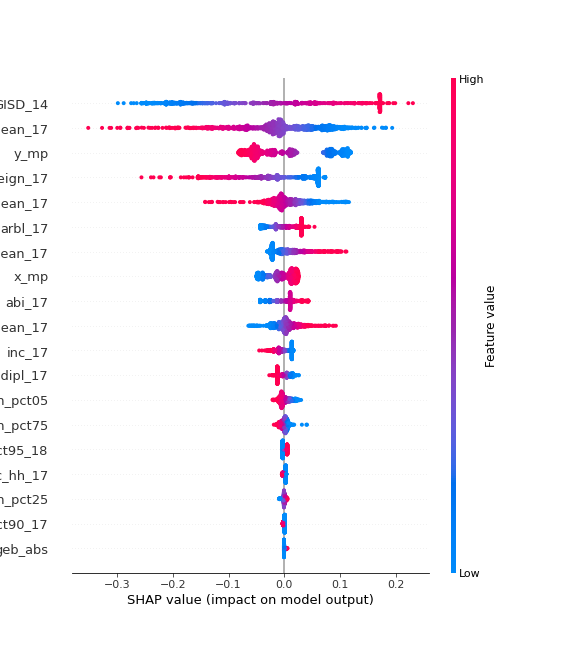 High
GISD_14
ean_17
y_mp
eign_17
ean_17
arbl_17
ean_17
x_mp
abi_17
ean_17
inc_17
dipl_17
n_pct05
n_pct75
ct95_18
c_hh_17
n_pct25
ct90_17
geb_abs
Feature value
Low
−0.3 −0.2 −0.1 0.0 0.1 0.2
SHAP value (impact on model output)